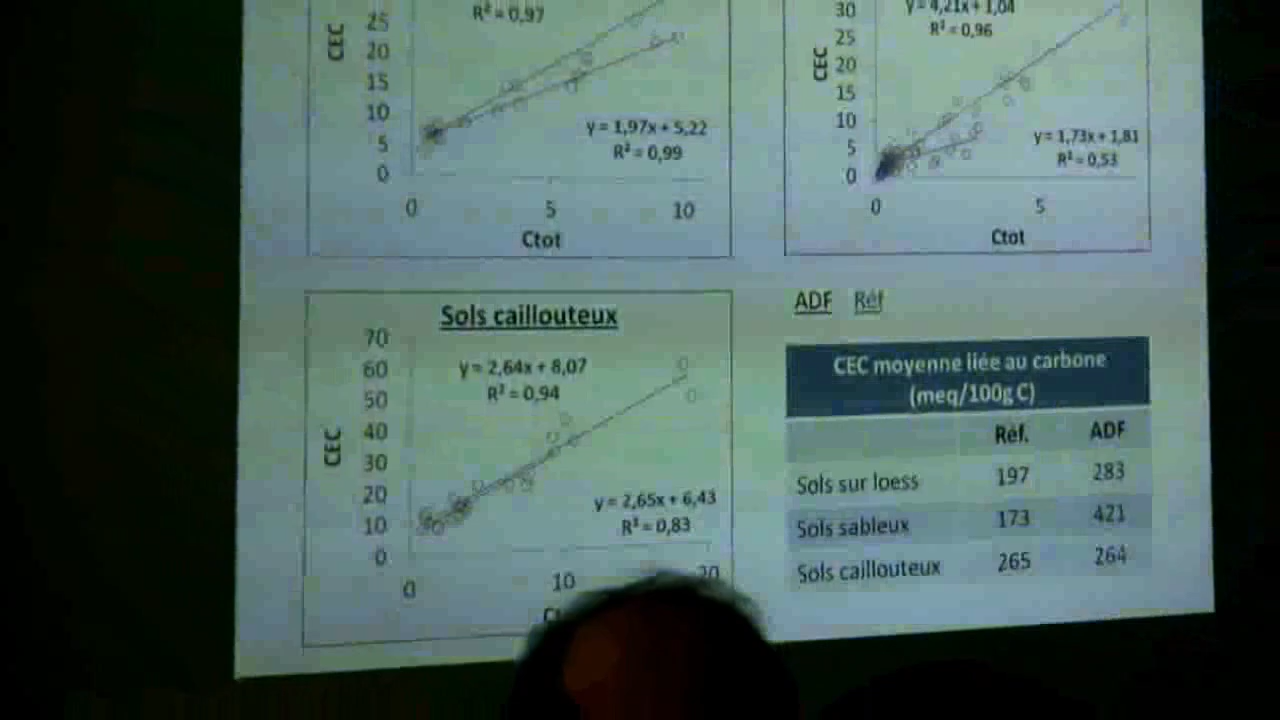 R² = 0,97
CEC
25
20
15
10
5
0
y = 1,97x + 5,22
R² = 0,99
0 5 10
Ctot
y = 4,21x + 1,04
R² = 0,96
CEC
30
25
20
15
10
5
0
y = 1,73x + 1,81
R² = 0,53
0 5
Ctot
Sols caillouteux
y = 2,64x + 8,07
R² = 0,94
CEC
70
60
50
40
30
20
10
0
y = 2,65x + 6,43
R² = 0,83
0 10 20
ADF Réf
CEC moyenne liée au carbone
(meq/100g C)
Réf. ADF
Sols sur loess 197 283
Sols sableux 173 421
Sols caillouteux 265 264